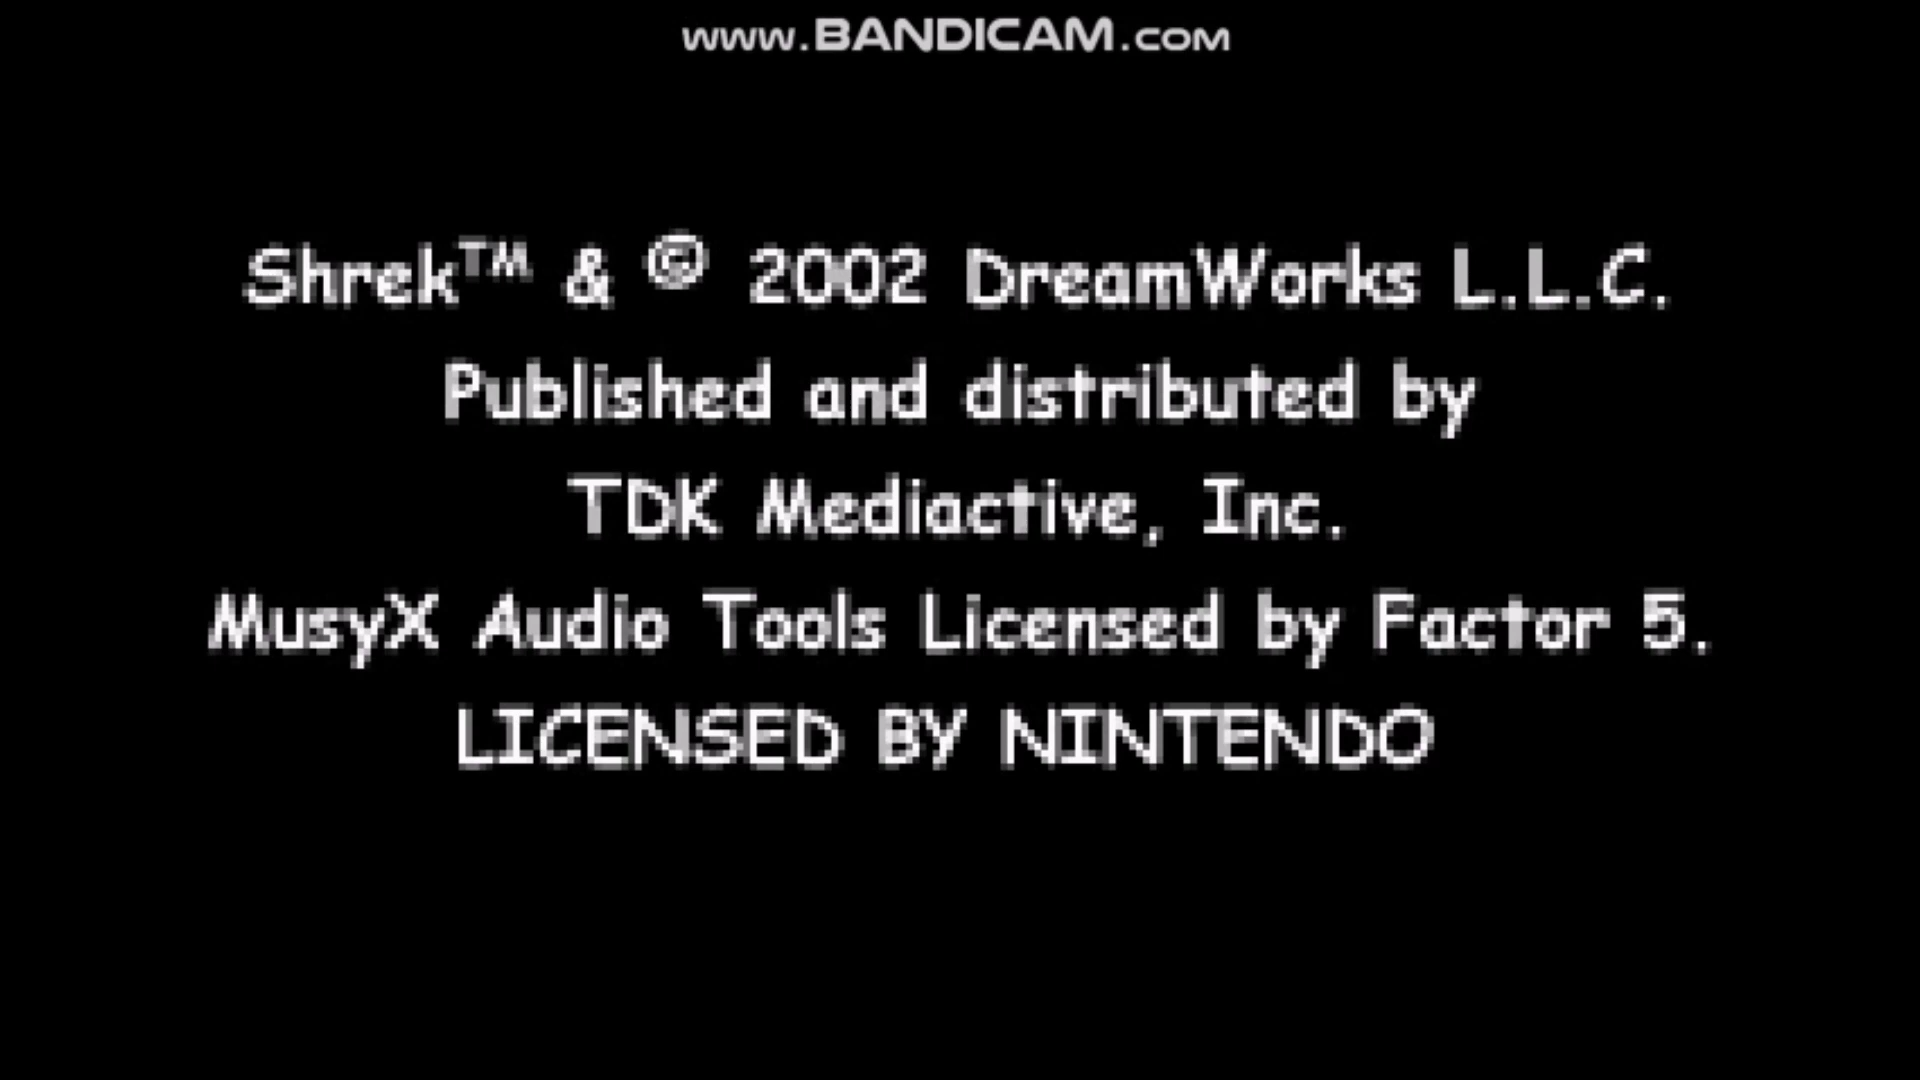 www.BANDICAM.com
Shrek™ & © 2002 DreamWorks L.L.C.
Published and distributed by
TDK Mediactive, Inc.
MusyX Audio Tools Licensed by Factor 5.
LICENSED BY NINTENDO